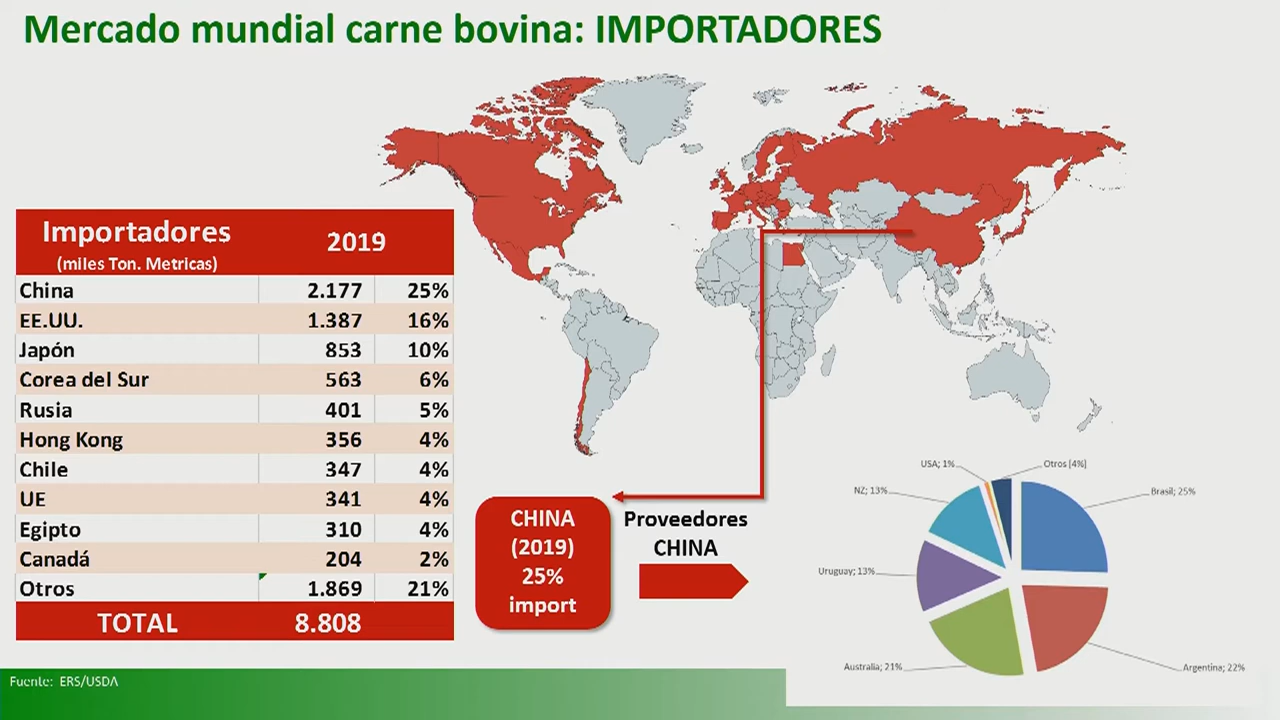 Mercado mundial carne bovina: IMPORTADORES
Importadores 2019
(miles Ton. Metricas)
China 2.177 25%
EE.UU. 1.387 16%
Japón 853 10%
Corea del Sur 563 6%
Rusia 401 5%
Hong Kong 356 4%
Chile 347 4%
UE 341 4%
Egipto 310 4%
Canadá 204 2%
Otros 1.869 21%
TOTAL 8.808
CHINA
(2019)
25%
import
Proveedores
CHINA
USA; 1%
Otros [4%]
NZ; 13%
Brasil; 25%
Uruguay; 13%
Australia; 21%
Argentina; 22%
Fuente: ERS/USDA